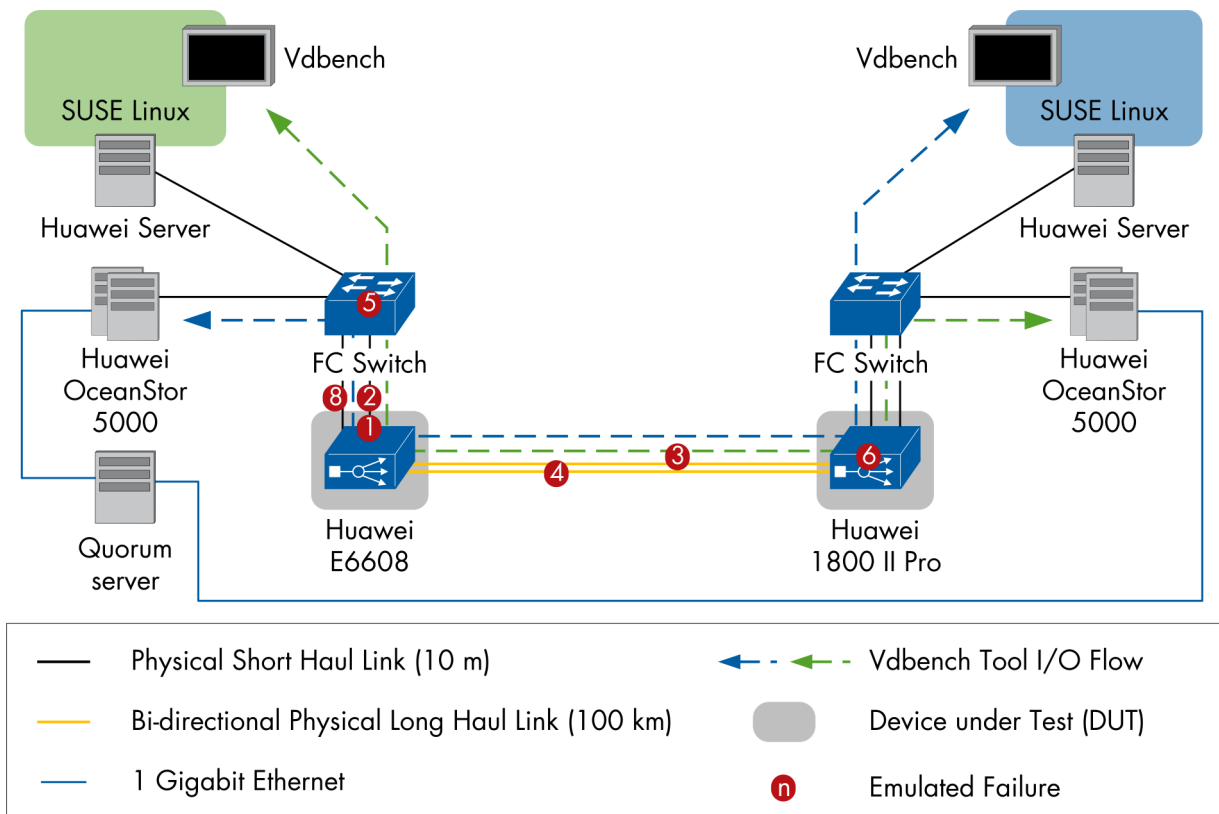 Vdbench
SUSE Linux
Huawei Server
Huawei
OceanStor
5000
Quorum
server
5
FC Switch
8
2
1
Huawei
E6608
3
4
Vdbench
SUSE Linux
Huawei Server
FC Switch
Huawei
OceanStor
5000
6
Huawei
1800 II Pro
Physical Short Haul Link (10 m)
Bi-directional Physical Long Haul Link (100 km)
1 Gigabit Ethernet
Vdbench Tool I/O Flow
Device under Test (DUT)
n
Emulated Failure